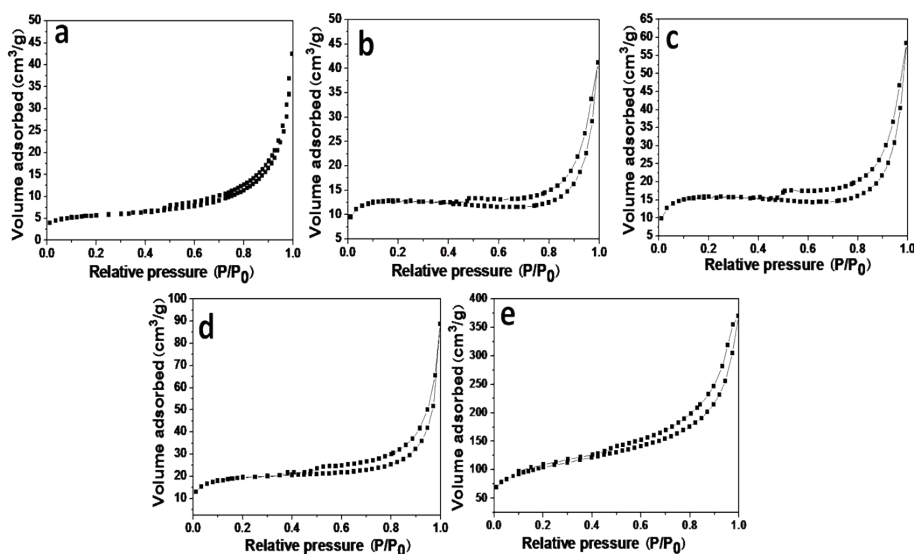 a
Volume adsorbed (cm³/g)
50
45
40
35
30
25
20
15
10
5
0
0.0 0.2 0.4 0.6 0.8 1.0
Relative pressure (P/P₀)
b
Volume adsorbed (cm³/g)
50
45
40
35
30
25
20
15
10
5
0.0 0.2 0.4 0.6 0.8 1.0
Relative pressure (P/P₀)
c
Volume adsorbed (cm³/g)
65
60
55
50
45
40
35
30
25
20
15
10
5
0.0 0.2 0.4 0.6 0.8 1.0
Relative pressure (P/P₀)
d
Volume adsorbed (cm³/g)
100
90
80
70
60
50
40
30
20
10
0.0 0.2 0.4 0.6 0.8 1.0
Relative pressure (P/P₀)
e
Volume adsorbed (cm³/g)
400
350
300
250
200
150
100
50
0.0 0.2 0.4 0.6 0.8 1.0
Relative pressure (P/P₀)